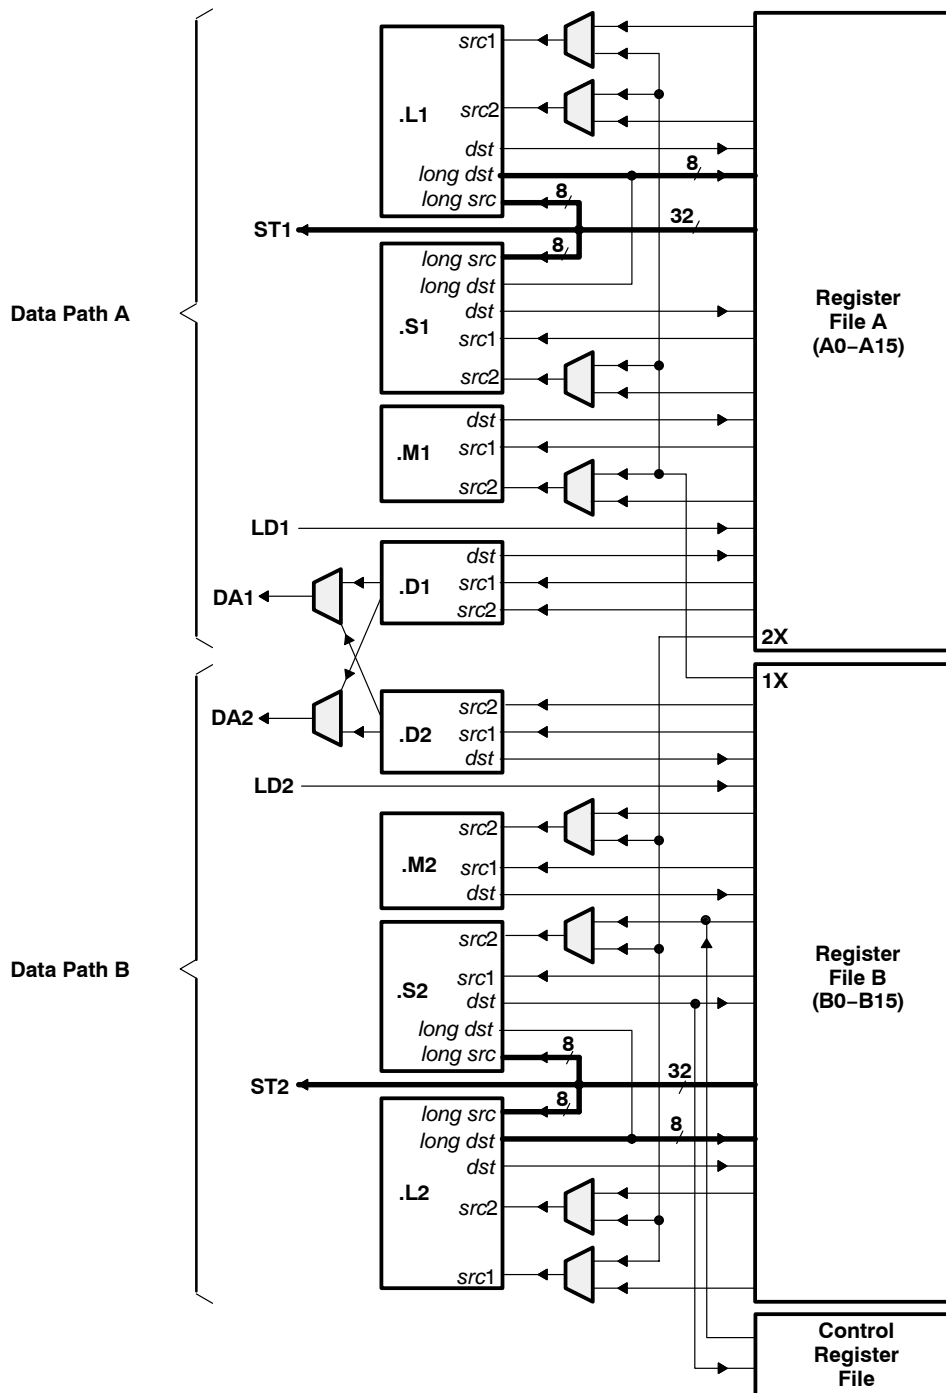 src1
.L1
src2
dst
long dst
8
long src
8
ST1
32
8
long src
long dst
Data Path A
dst
.S1
src1
src2
Register
File A
(A0–A15)
dst
.M1
src1
src2
LD1
dst
.D1
src1
src2
DA1
2X
1X
DA2
src2
.D2
src1
dst
LD2
src2
.M2
src1
dst
src2
Data Path B
src1
.S2
dst
long dst
8
long src
Register
File B
(B0–B15)
ST2
32
8
long src
long dst
8
dst
.L2
src2
src1
Control
Register
File